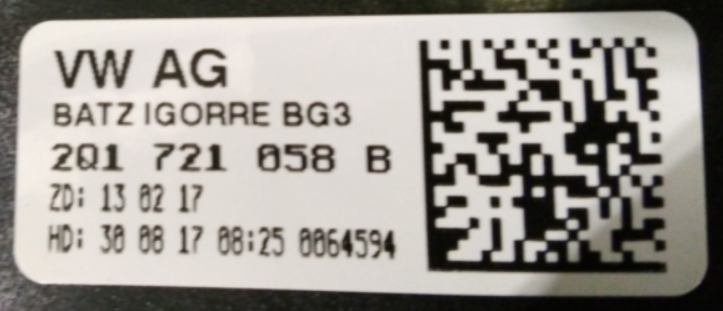 VW AG
BATZ IGORRE BG3
2Q1 721 058 B
ZD: 13 02 17
HD: 30 08 17 08:25 0064594